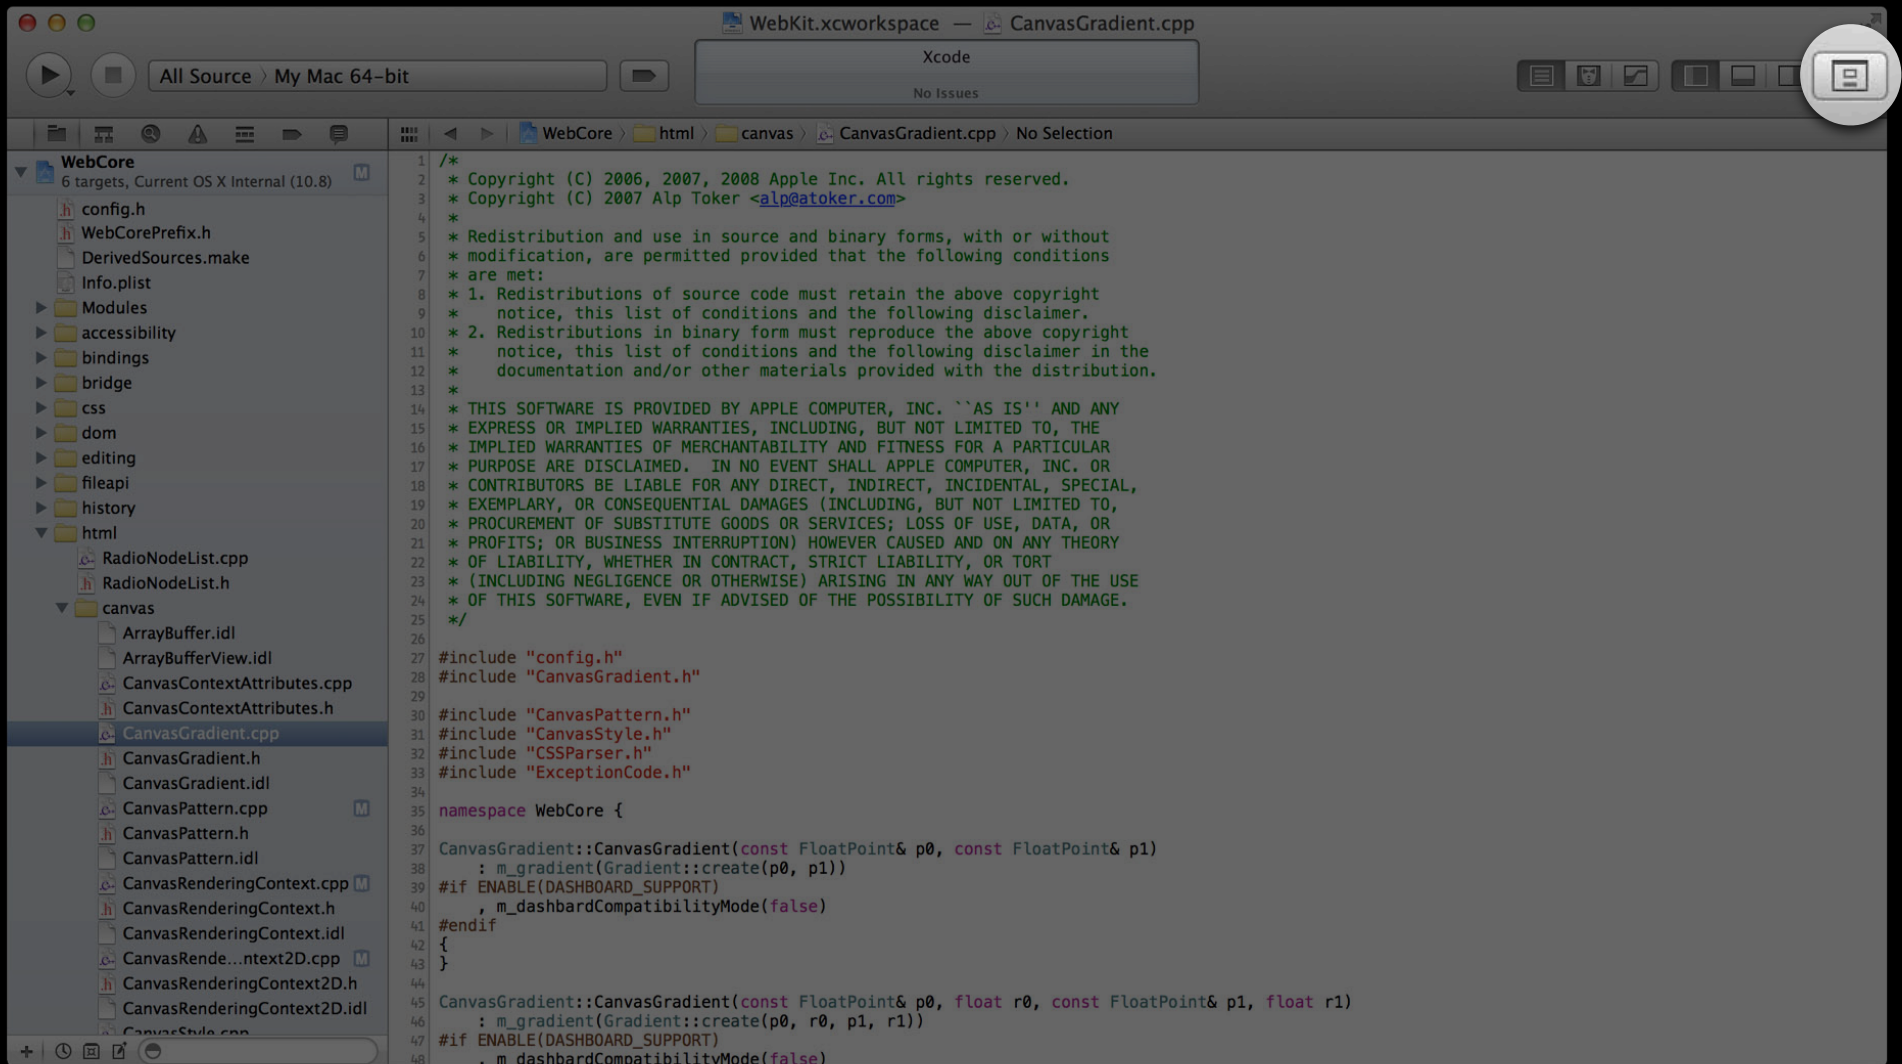 WebKit.xcworkspace — CanvasGradient.cpp
All Source 〉 My Mac 64-bit
Xcode
No Issues
WebCore 〉 html 〉 canvas 〉 CanvasGradient.cpp 〉 No Selection
WebCore
M
6 targets, Current OS X Internal (10.8)
config.h
WebCorePrefix.h
DerivedSources.make
Info.plist
Modules
accessibility
bindings
bridge
css
dom
editing
fileapi
history
html
RadioNodeList.cpp
RadioNodeList.h
canvas
ArrayBuffer.idl
ArrayBufferView.idl
CanvasContextAttributes.cpp
CanvasContextAttributes.h
CanvasGradient.cpp
CanvasGradient.h
CanvasGradient.idl
CanvasPattern.cpp M
CanvasPattern.h
CanvasPattern.idl
CanvasRenderingContext.cpp M
CanvasRenderingContext.h
CanvasRenderingContext.idl
CanvasRende...ntext2D.cpp M
CanvasRenderingContext2D.h
CanvasRenderingContext2D.idl
CanvasStyle.cpp
1 /*
2 * Copyright (C) 2006, 2007, 2008 Apple Inc. All rights reserved.
3 * Copyright (C) 2007 Alp Toker <alp@atoker.com>
4 *
5 * Redistribution and use in source and binary forms, with or without
6 * modification, are permitted provided that the following conditions
7 * are met:
8 * 1. Redistributions of source code must retain the above copyright
9 *    notice, this list of conditions and the following disclaimer.
10 * 2. Redistributions in binary form must reproduce the above copyright
11 *    notice, this list of conditions and the following disclaimer in the
12 *    documentation and/or other materials provided with the distribution.
13 *
14 * THIS SOFTWARE IS PROVIDED BY APPLE COMPUTER, INC. ``AS IS'' AND ANY
15 * EXPRESS OR IMPLIED WARRANTIES, INCLUDING, BUT NOT LIMITED TO, THE
16 * IMPLIED WARRANTIES OF MERCHANTABILITY AND FITNESS FOR A PARTICULAR
17 * PURPOSE ARE DISCLAIMED.  IN NO EVENT SHALL APPLE COMPUTER, INC. OR
18 * CONTRIBUTORS BE LIABLE FOR ANY DIRECT, INDIRECT, INCIDENTAL, SPECIAL,
19 * EXEMPLARY, OR CONSEQUENTIAL DAMAGES (INCLUDING, BUT NOT LIMITED TO,
20 * PROCUREMENT OF SUBSTITUTE GOODS OR SERVICES; LOSS OF USE, DATA, OR
21 * PROFITS; OR BUSINESS INTERRUPTION) HOWEVER CAUSED AND ON ANY THEORY
22 * OF LIABILITY, WHETHER IN CONTRACT, STRICT LIABILITY, OR TORT
23 * (INCLUDING NEGLIGENCE OR OTHERWISE) ARISING IN ANY WAY OUT OF THE USE
24 * OF THIS SOFTWARE, EVEN IF ADVISED OF THE POSSIBILITY OF SUCH DAMAGE.
25 */
26
27 #include "config.h"
28 #include "CanvasGradient.h"
29
30 #include "CanvasPattern.h"
31 #include "CanvasStyle.h"
32 #include "CSSParser.h"
33 #include "ExceptionCode.h"
34
35 namespace WebCore {
36
37 CanvasGradient::CanvasGradient(const FloatPoint& p0, const FloatPoint& p1)
38     : m_gradient(Gradient::create(p0, p1))
39 #if ENABLE(DASHBOARD_SUPPORT)
40     , m_dashbardCompatibilityMode(false)
41 #endif
42 {
43 }
44
45 CanvasGradient::CanvasGradient(const FloatPoint& p0, float r0, const FloatPoint& p1, float r1)
46     : m_gradient(Gradient::create(p0, r0, p1, r1))
47 #if ENABLE(DASHBOARD_SUPPORT)
48     , m_dashbardCompatibilityMode(false)